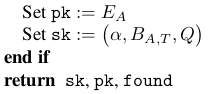 Set pk := E_A
Set sk := (α, B_{A,T}, Q)
end if
return sk, pk, found